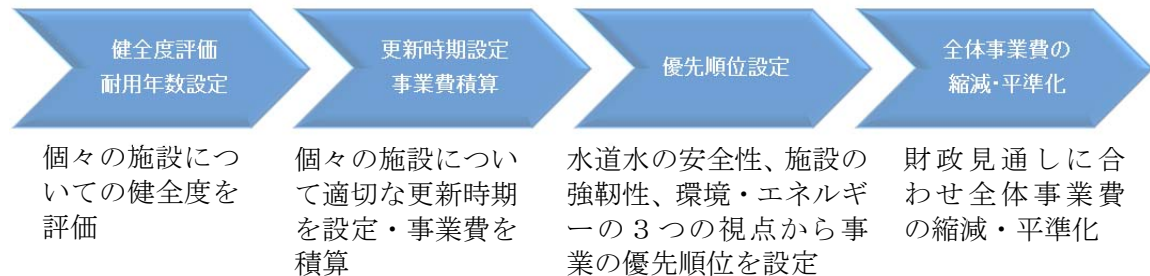 健全度評価
耐用年数設定
更新時期設定
事業費積算
優先順位設定
全体事業費の
縮減・平準化
個々の施設につ
いての健全度を
評価
個々の施設につい
て適切な更新時期
を設定・事業費を
積算
水道水の安全性、施設の
強靭性、環境・エネルギ
ーの３つの視点から事
業の優先順位を設定
財政見通しに合
わせ全体事業費
の縮減・平準化